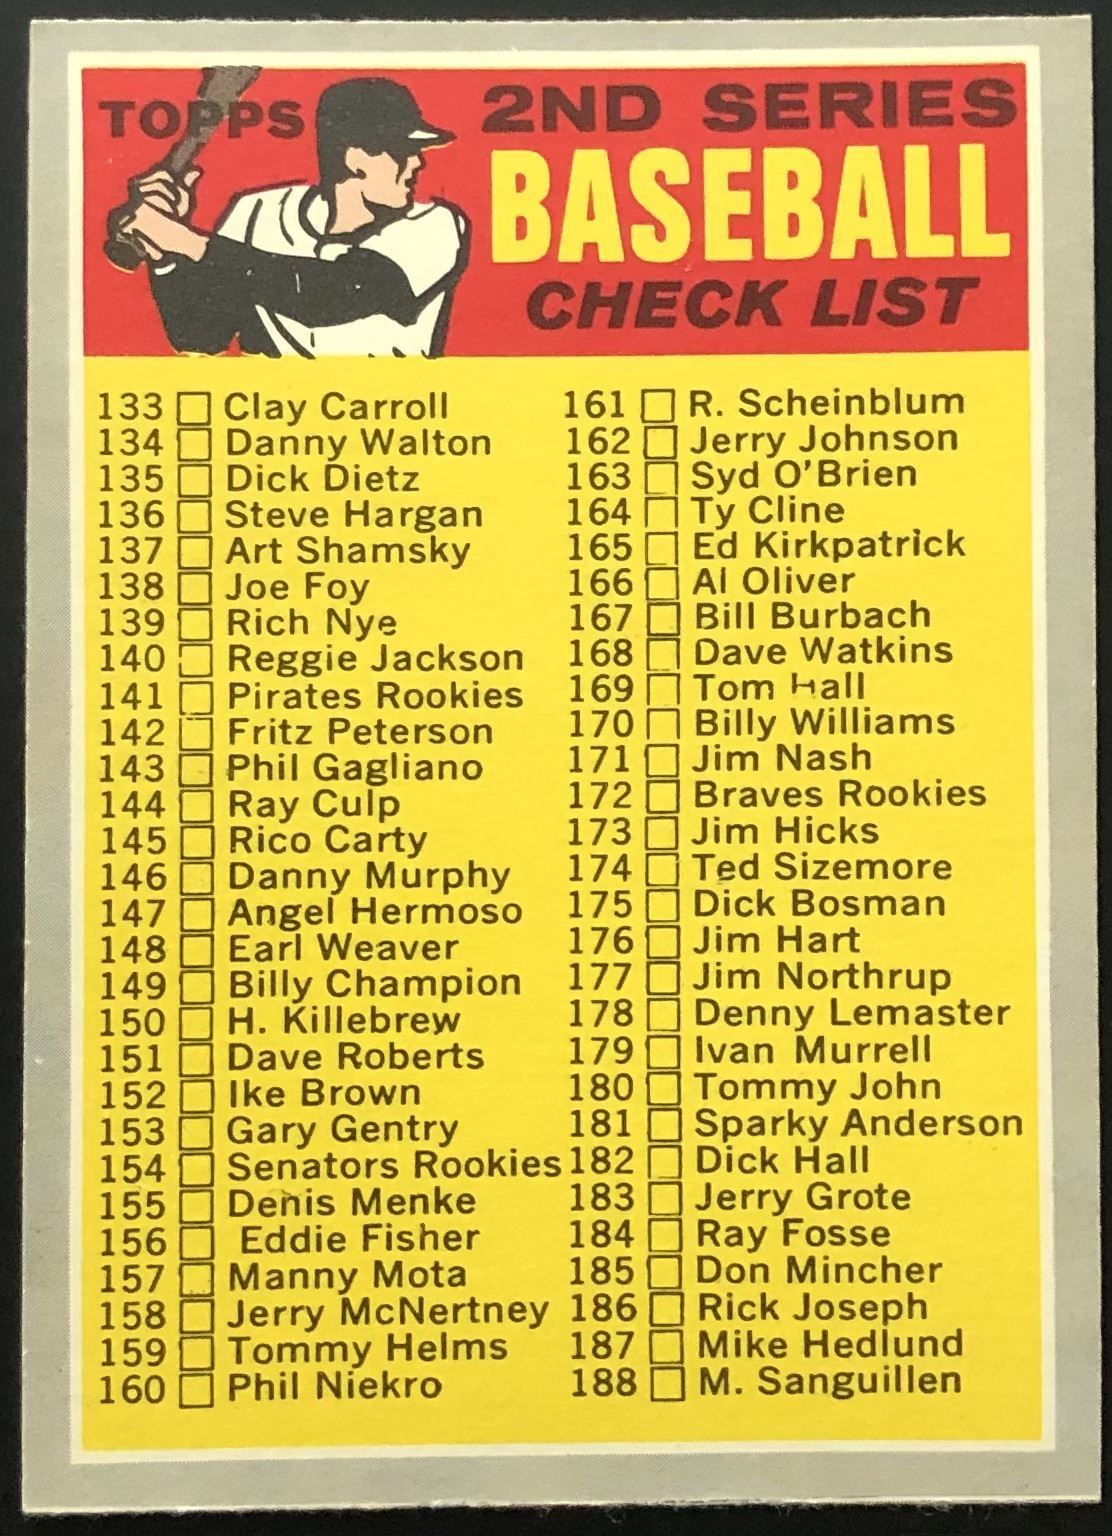 TOPPS 2ND SERIES
BASEBALL
CHECK LIST
133 Clay Carroll
134 Danny Walton
135 Dick Dietz
136 Steve Hargan
137 Art Shamsky
138 Joe Foy
139 Rich Nye
140 Reggie Jackson
141 Pirates Rookies
142 Fritz Peterson
143 Phil Gagliano
144 Ray Culp
145 Rico Carty
146 Danny Murphy
147 Angel Hermoso
148 Earl Weaver
149 Billy Champion
150 H. Killebrew
151 Dave Roberts
152 Ike Brown
153 Gary Gentry
154 Senators Rookies
155 Denis Menke
156 Eddie Fisher
157 Manny Mota
158 Jerry McNertney
159 Tommy Helms
160 Phil Niekro
161 R. Scheinblum
162 Jerry Johnson
163 Syd O'Brien
164 Ty Cline
165 Ed Kirkpatrick
166 Al Oliver
167 Bill Burbach
168 Dave Watkins
169 Tom Hall
170 Billy Williams
171 Jim Nash
172 Braves Rookies
173 Jim Hicks
174 Ted Sizemore
175 Dick Bosman
176 Jim Hart
177 Jim Northrup
178 Denny Lemaster
179 Ivan Murrell
180 Tommy John
181 Sparky Anderson
182 Dick Hall
183 Jerry Grote
184 Ray Fosse
185 Don Mincher
186 Rick Joseph
187 Mike Hedlund
188 M. Sanguillen